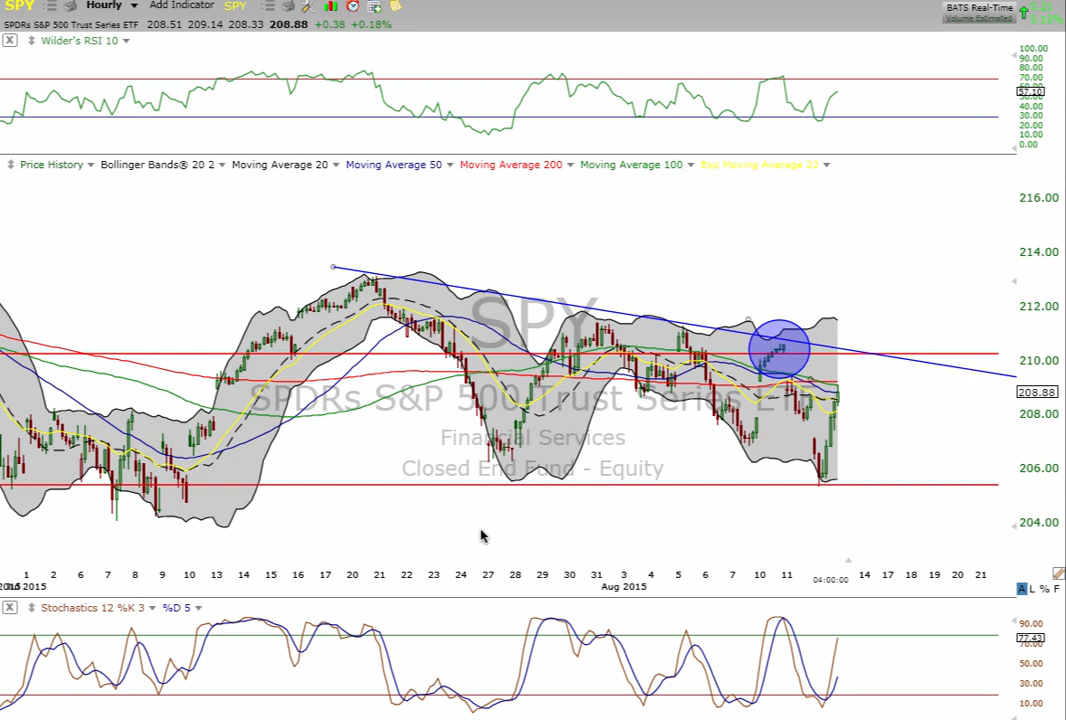 SPY Hourly Add Indicator SPY
BATS Real-Time
Volume Estimated
SPDRs S&P 500 Trust Series ETF 208.51 209.14 208.33 208.88 +0.38 +0.18%
X Wilder's RSI 10
100.00
90.00
80.00
70.00
57.10
50.00
40.00
30.00
20.00
10.00
0.00
Price History Bollinger Bands® 20 2 Moving Average 20 Moving Average 50 Moving Average 200 Moving Average 100 Exp Moving Average 22
216.00
214.00
212.00
210.00
208.88
208.00
206.00
204.00
SPY
SPDRs S&P 500 Trust Series ETF
Financial Services
Closed End Fund - Equity
1 2 6 7 8 9 10 13 14 15 16 17 20 21 22 23 24 27 28 29 30 31 3 4 5 6 7 10 11 04:00:00 14 17 18 19 20 21
2015 Aug 2015
A L % F
X Stochastics 12 %K 3 %D 5
90.00
77.43
70.00
50.00
30.00
10.00